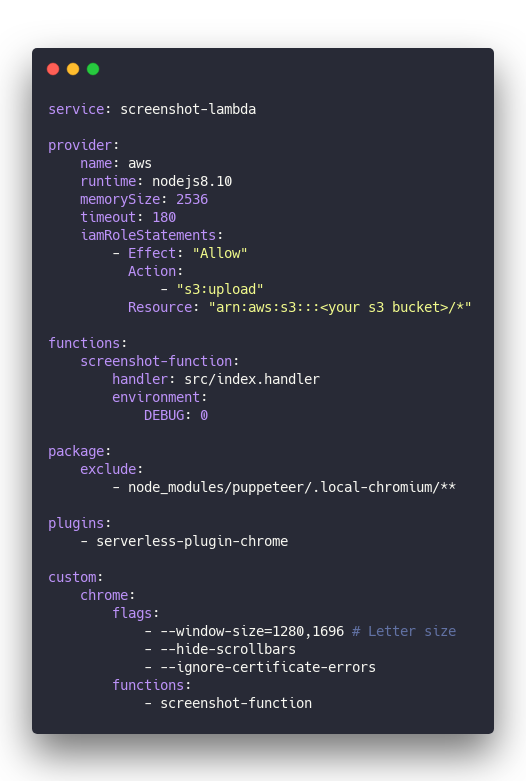 service: screenshot-lambda

provider:
    name: aws
    runtime: nodejs8.10
    memorySize: 2536
    timeout: 180
    iamRoleStatements:
        - Effect: "Allow"
          Action:
              - "s3:upload"
          Resource: "arn:aws:s3:::<your s3 bucket>/*"

functions:
    screenshot-function:
        handler: src/index.handler
        environment:
            DEBUG: 0

package:
    exclude:
        - node_modules/puppeteer/.local-chromium/**

plugins:
    - serverless-plugin-chrome

custom:
    chrome:
        flags:
            - --window-size=1280,1696 # Letter size
            - --hide-scrollbars
            - --ignore-certificate-errors
        functions:
            - screenshot-function